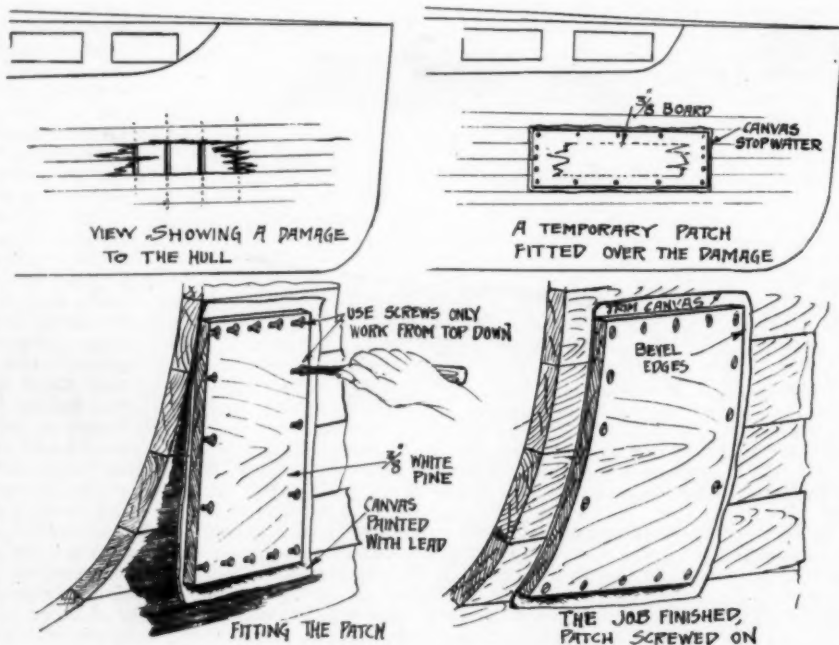 VIEW SHOWING A DAMAGE
TO THE HULL
3/8" BOARD
CANVAS
STOPWATER
A TEMPORARY PATCH
FITTED OVER THE DAMAGE
USE SCREWS ONLY
WORK FROM TOP DOWN
3/8" WHITE
PINE
CANVAS
PAINTED
WITH LEAD
FITTING THE PATCH
TRIM CANVAS
BEVEL
EDGES
THE JOB FINISHED,
PATCH SCREWED ON